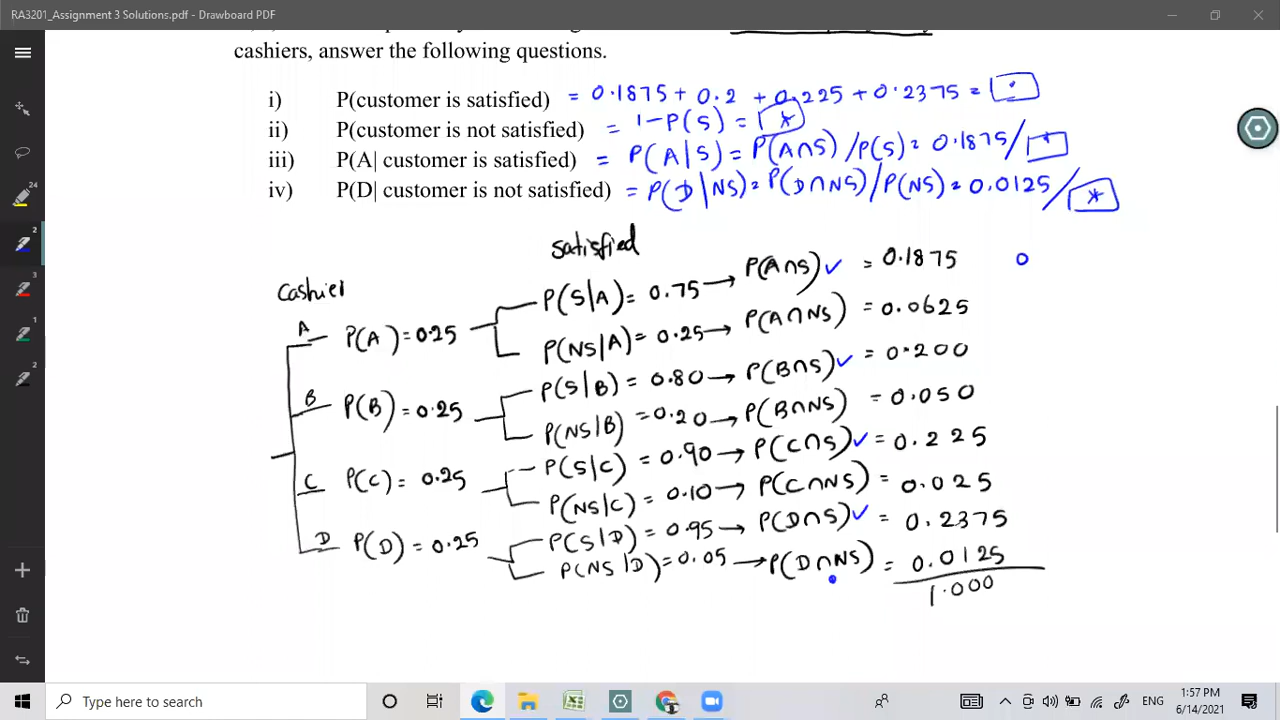 RA3201_Assignment 3 Solutions.pdf - Drawboard PDF
cashiers, answer the following questions.
i) P(customer is satisfied) = 0.1875 + 0.2 + 0.225 + 0.2375 = •
ii) P(customer is not satisfied) = 1-P(S) = *
iii) P(A| customer is satisfied) = P(A|S) = P(A∩S) / P(S) = 0.1875/•
iv) P(D| customer is not satisfied) = P(D|NS) = P(D∩NS)/P(NS) = 0.0125/*
satisfied
Cashier
P(S|A) = 0.75 → P(A∩S) ✓ = 0.1875
A P(A) = 0.25
P(NS|A) = 0.25 → P(A∩NS) = 0.0625
P(S|B) = 0.80 → P(B∩S) ✓ = 0.200
B P(B) = 0.25
P(NS|B) = 0.20 → P(B∩NS) = 0.050
P(S|C) = 0.90 → P(C∩S) ✓ = 0.225
C P(C) = 0.25
P(NS|C) = 0.10 → P(C∩NS) = 0.025
P(S|D) = 0.95 → P(D∩S) ✓ = 0.2375
D P(D) = 0.25
P(NS|D) = 0.05 → P(D∩NS) = 0.0125
1.000
24
2
3
4
2
Type here to search
ENG
1:57 PM
6/14/2021